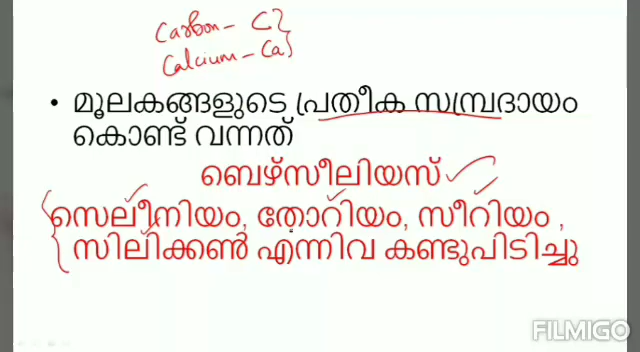 Carbon - C
Calcium - Ca
• മൂലകങ്ങളുടെ പ്രതീക സമ്പ്രദായം
കൊണ്ട് വന്നത്
ബെഴ്സീലിയസ്
സെലീനിയം, തോറിയം, സീറിയം ,
സിലിക്കൺ എന്നിവ കണ്ടുപിടിച്ചു
FILMIGO